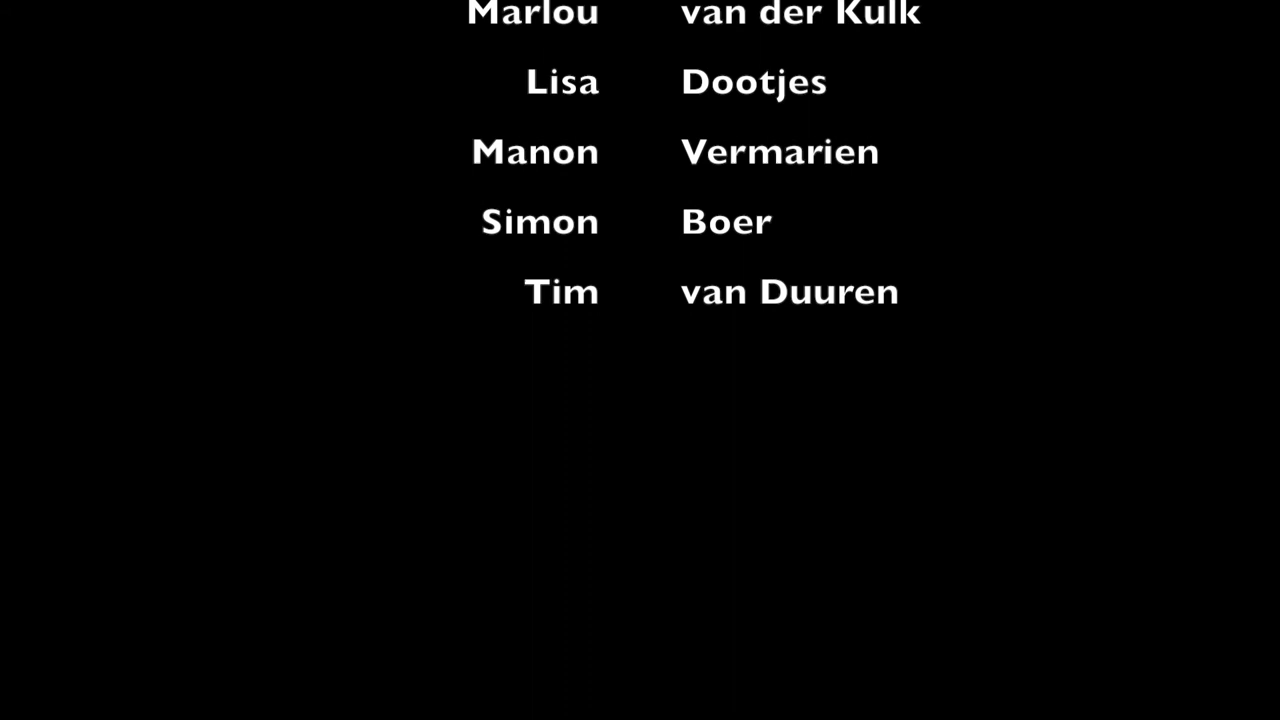 Marlou van der Kulk
Lisa Dootjes
Manon Vermarien
Simon Boer
Tim van Duuren